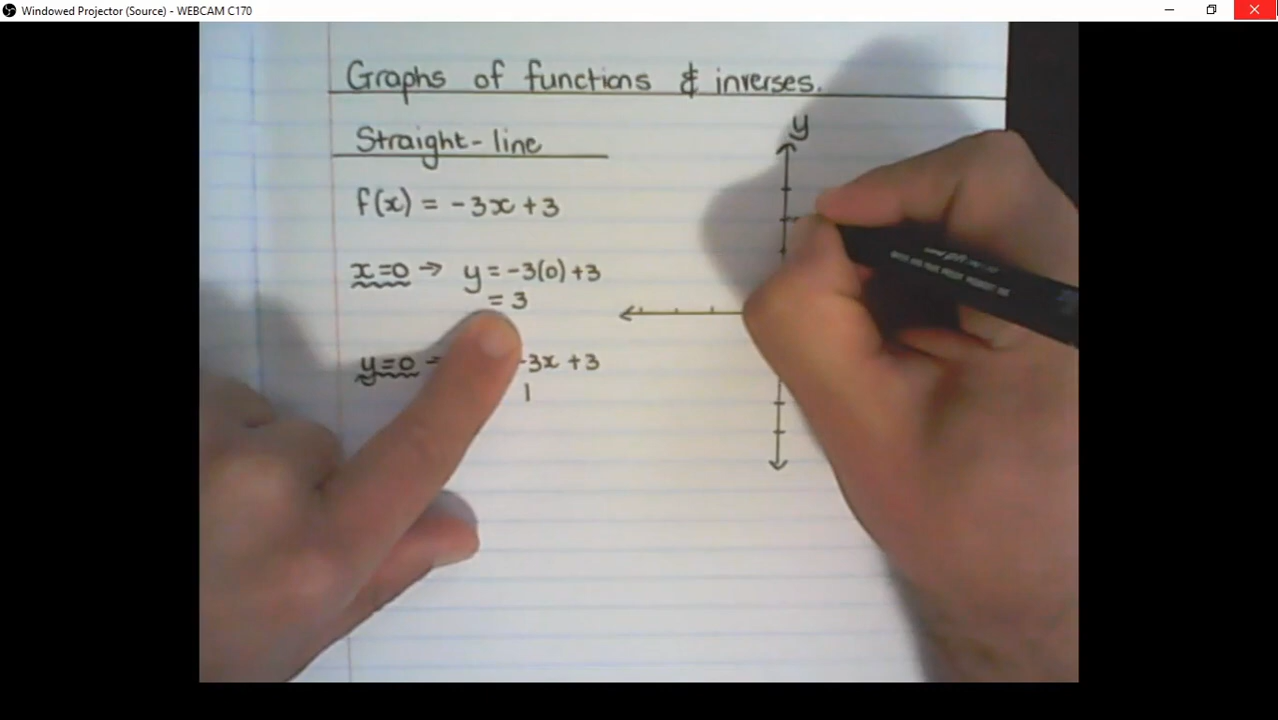 Windowed Projector (Source) - WEBCAM C170
Graphs of functions & inverses.
Straight-line
f(x) = -3x + 3
x=0 → y = -3(0) + 3
= 3
y=0 -3x + 3
1
y